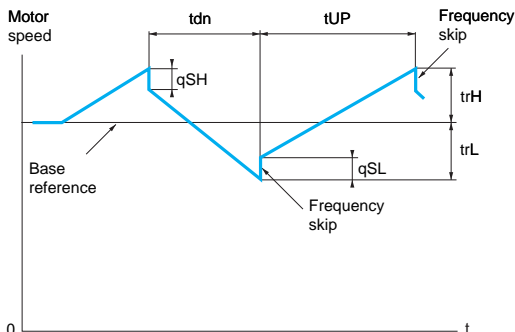 Motor
speed
tdn
tUP
Frequency
skip
qSH
trH
Base
reference
qSL
trL
Frequency
skip
0
t